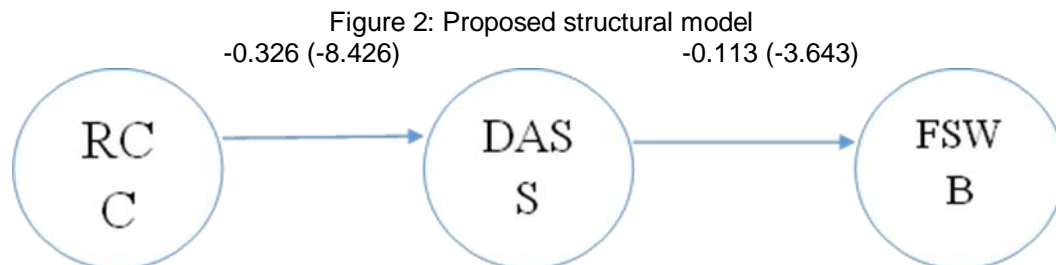 Figure 2: Proposed structural model
-0.326 (-8.426) -0.113 (-3.643)
RC
C
DAS
S
FSW
B